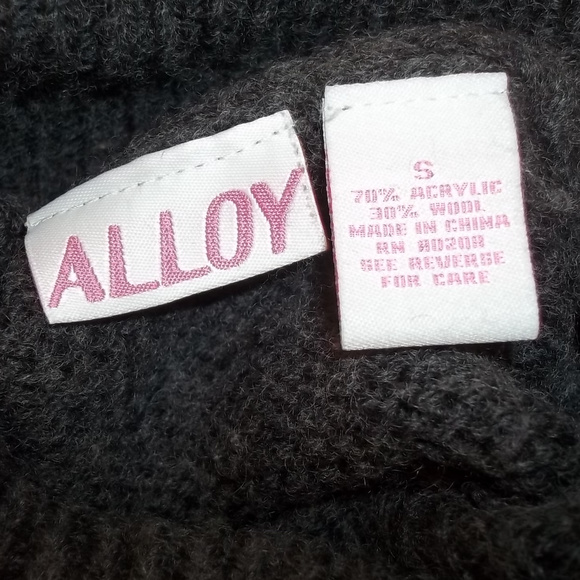 ALLOY
S
70% ACRYLIC
30% WOOL
MADE IN CHINA
RN 80208
SEE REVERSE
FOR CARE